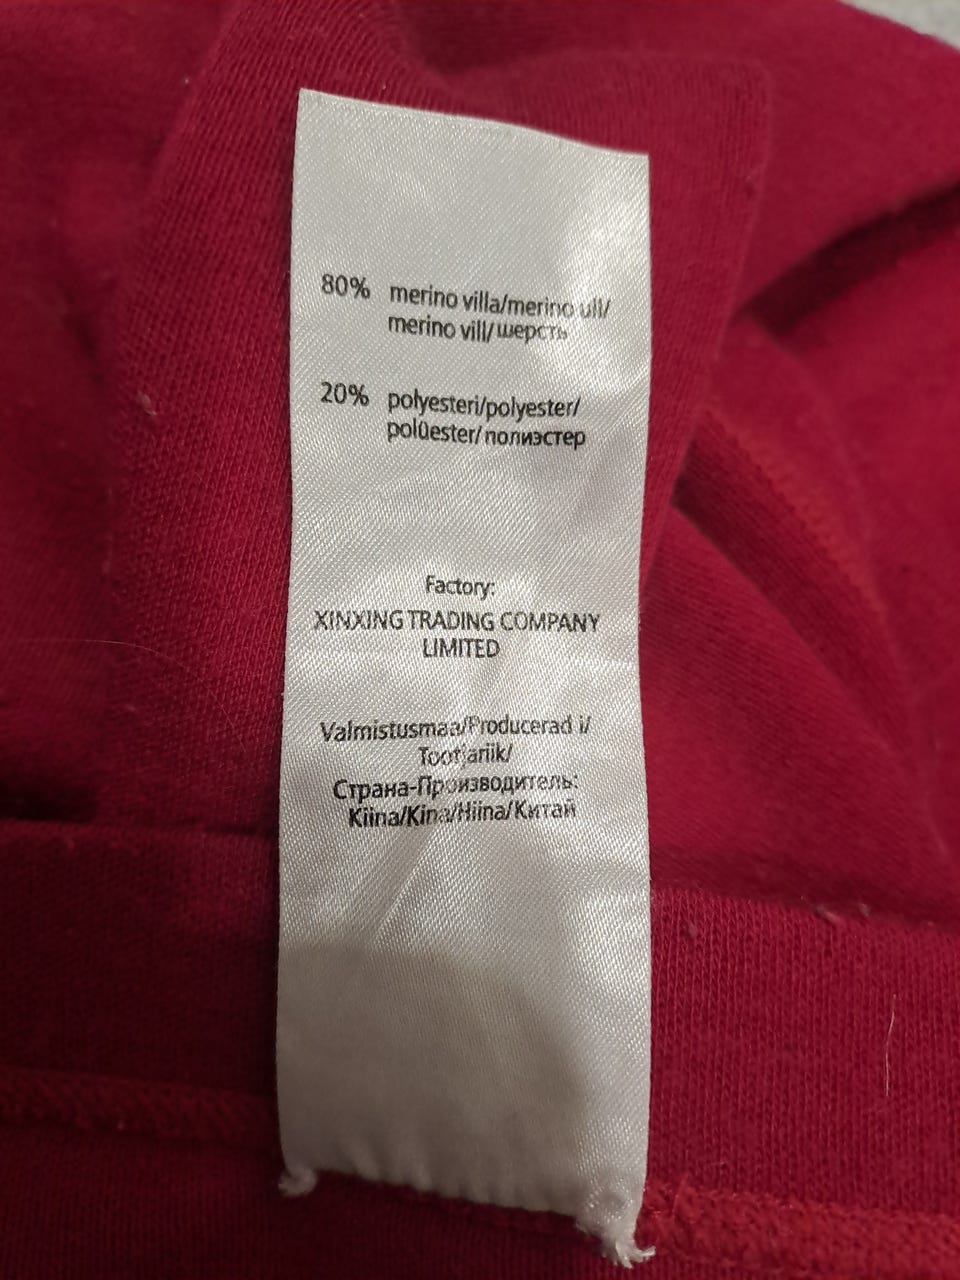 80% merino villa/merino ull/
merino vill/шерсть
20% polyesteri/polyester/
polüester/полиэстер
Factory:
XINXING TRADING COMPANY
LIMITED
Valmistusmaa/Producerad i/
Tootjariik/
Страна-Производитель:
Kiina/Kina/Hiina/Китай